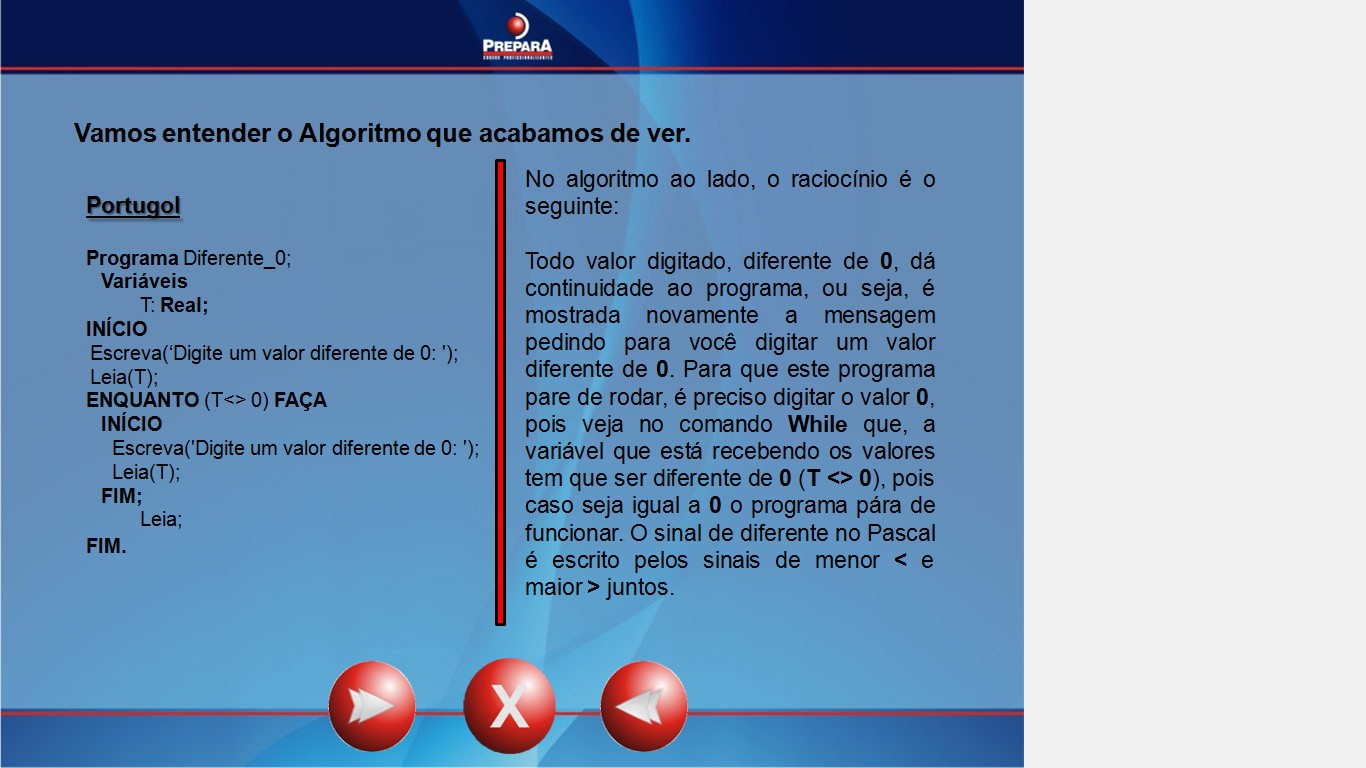 PREPARA
CURSOS PROFISSIONALIZANTES
Vamos entender o Algoritmo que acabamos de ver.
Portugol
Programa Diferente_0;
Variáveis
T: Real;
INÍCIO
Escreva(‘Digite um valor diferente de 0: ');
Leia(T);
ENQUANTO (T<> 0) FAÇA
INÍCIO
Escreva('Digite um valor diferente de 0: ');
Leia(T);
FIM;
Leia;
FIM.
No algoritmo ao lado, o raciocínio é o
seguinte:
Todo valor digitado, diferente de 0, dá
continuidade ao programa, ou seja, é
mostrada novamente a mensagem
pedindo para você digitar um valor
diferente de 0. Para que este programa
pare de rodar, é preciso digitar o valor 0,
pois veja no comando While que, a
variável que está recebendo os valores
tem que ser diferente de 0 (T <> 0), pois
caso seja igual a 0 o programa pára de
funcionar. O sinal de diferente no Pascal
é escrito pelos sinais de menor < e
maior > juntos.
X